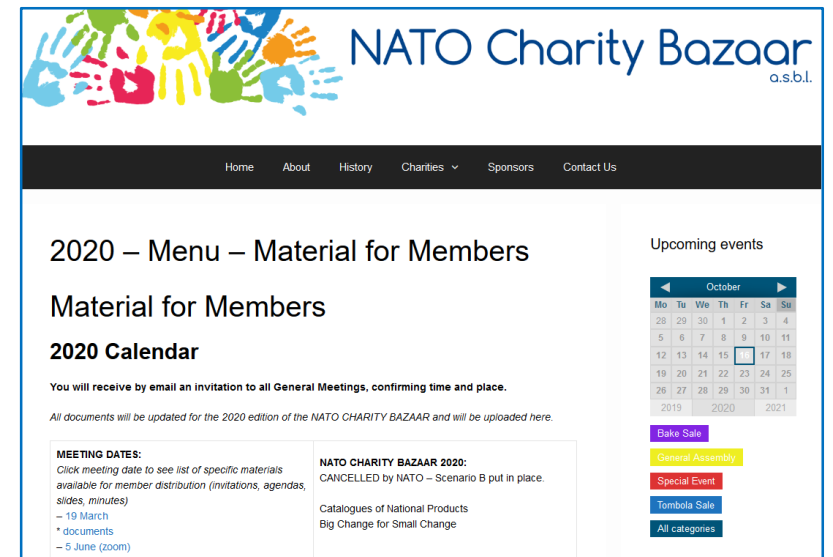 NATO Charity Bazaar
a.s.b.l.
Home About History Charities Sponsors Contact Us
2020 – Menu – Material for Members
Material for Members
2020 Calendar
You will receive by email an invitation to all General Meetings, confirming time and place.
All documents will be updated for the 2020 edition of the NATO CHARITY BAZAAR and will be uploaded here.
MEETING DATES:
Click meeting date to see list of specific materials
available for member distribution (invitations, agendas,
slides, minutes)
– 19 March
* documents
– 5 June (zoom)
NATO CHARITY BAZAAR 2020:
CANCELLED by NATO – Scenario B put in place.
Catalogues of National Products
Big Change for Small Change
Upcoming events
October
Mo Tu We Th Fr Sa Su
28 29 30 1 2 3 4
5 6 7 8 9 10 11
12 13 14 15 16 17 18
19 20 21 22 23 24 25
26 27 28 29 30 31 1
2019 2020 2021
Bake Sale
General Assembly
Special Event
Tombola Sale
All categories